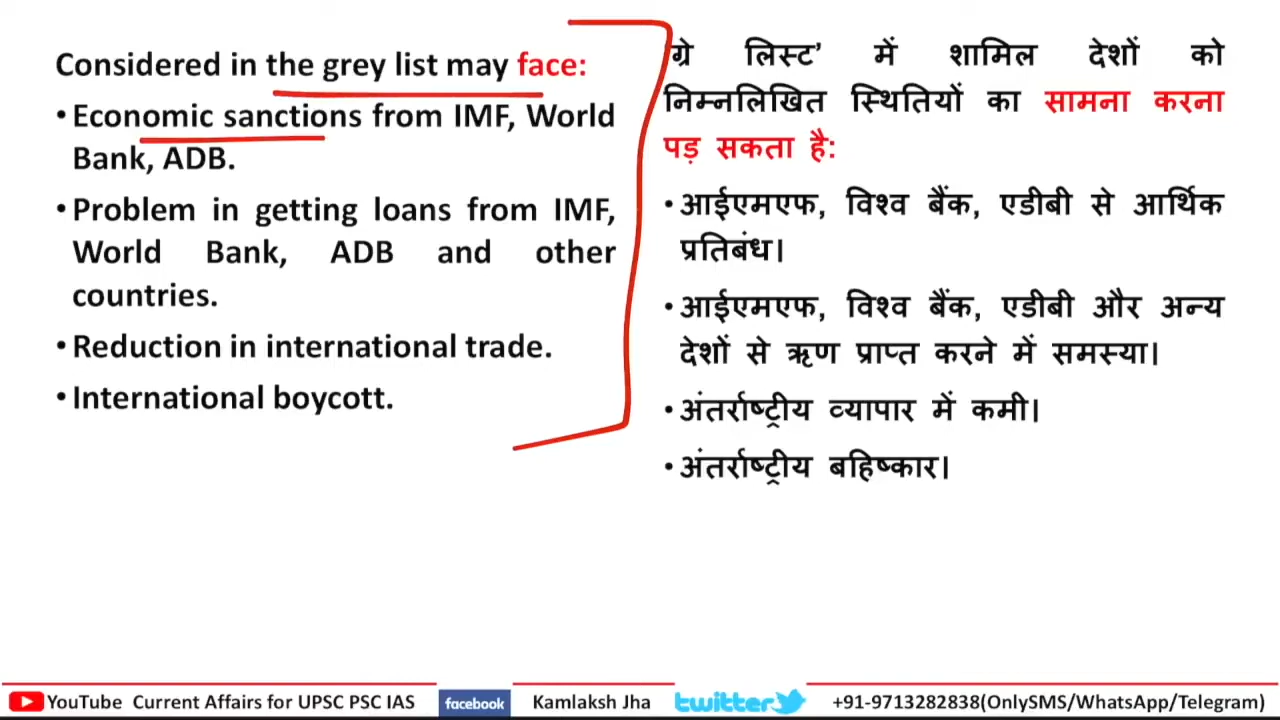 Considered in the grey list may face:
• Economic sanctions from IMF, World
Bank, ADB.
• Problem in getting loans from IMF,
World Bank, ADB and other
countries.
• Reduction in international trade.
• International boycott.
'ग्रे लिस्ट' में शामिल देशों को
निम्नलिखित स्थितियों का सामना करना
पड़ सकता है:
• आईएमएफ, विश्व बैंक, एडीबी से आर्थिक
प्रतिबंध।
• आईएमएफ, विश्व बैंक, एडीबी और अन्य
देशों से ऋण प्राप्त करने में समस्या।
• अंतर्राष्ट्रीय व्यापार में कमी।
• अंतर्राष्ट्रीय बहिष्कार।
YouTube Current Affairs for UPSC PSC IAS facebook Kamlaksh Jha twitter +91-9713282838(OnlySMS/WhatsApp/Telegram)